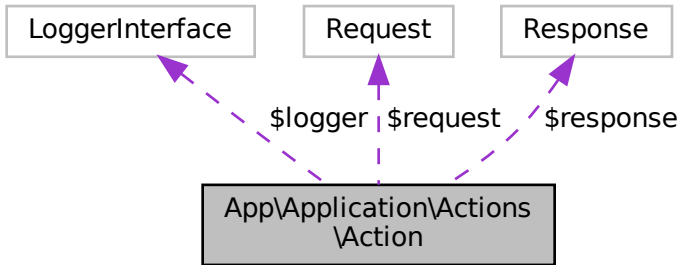 LoggerInterface
Request
Response
$logger
$request
$response
App\Application\Actions
\Action